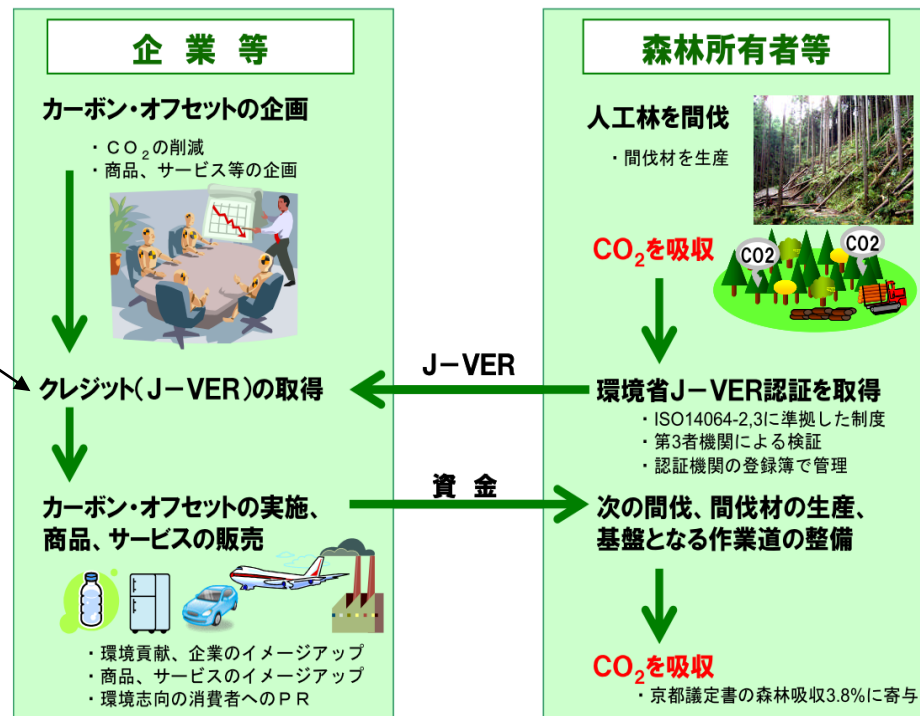 企業等
カーボン・オフセットの企画
・CO2の削減
・商品、サービス等の企画
クレジット(J-VER)の取得
カーボン・オフセットの実施、
商品、サービスの販売
・環境貢献、企業のイメージアップ
・商品、サービスのイメージアップ
・環境志向の消費者へのPR
J-VER
資金
森林所有者等
人工林を間伐
・間伐材を生産
CO2を吸収
CO2
CO2
環境省J-VER認証を取得
・ISO14064-2,3に準拠した制度
・第3者機関による検証
・認証機関の登録簿で管理
次の間伐、間伐材の生産、
基盤となる作業道の整備
CO2を吸収
・京都議定書の森林吸収3.8%に寄与